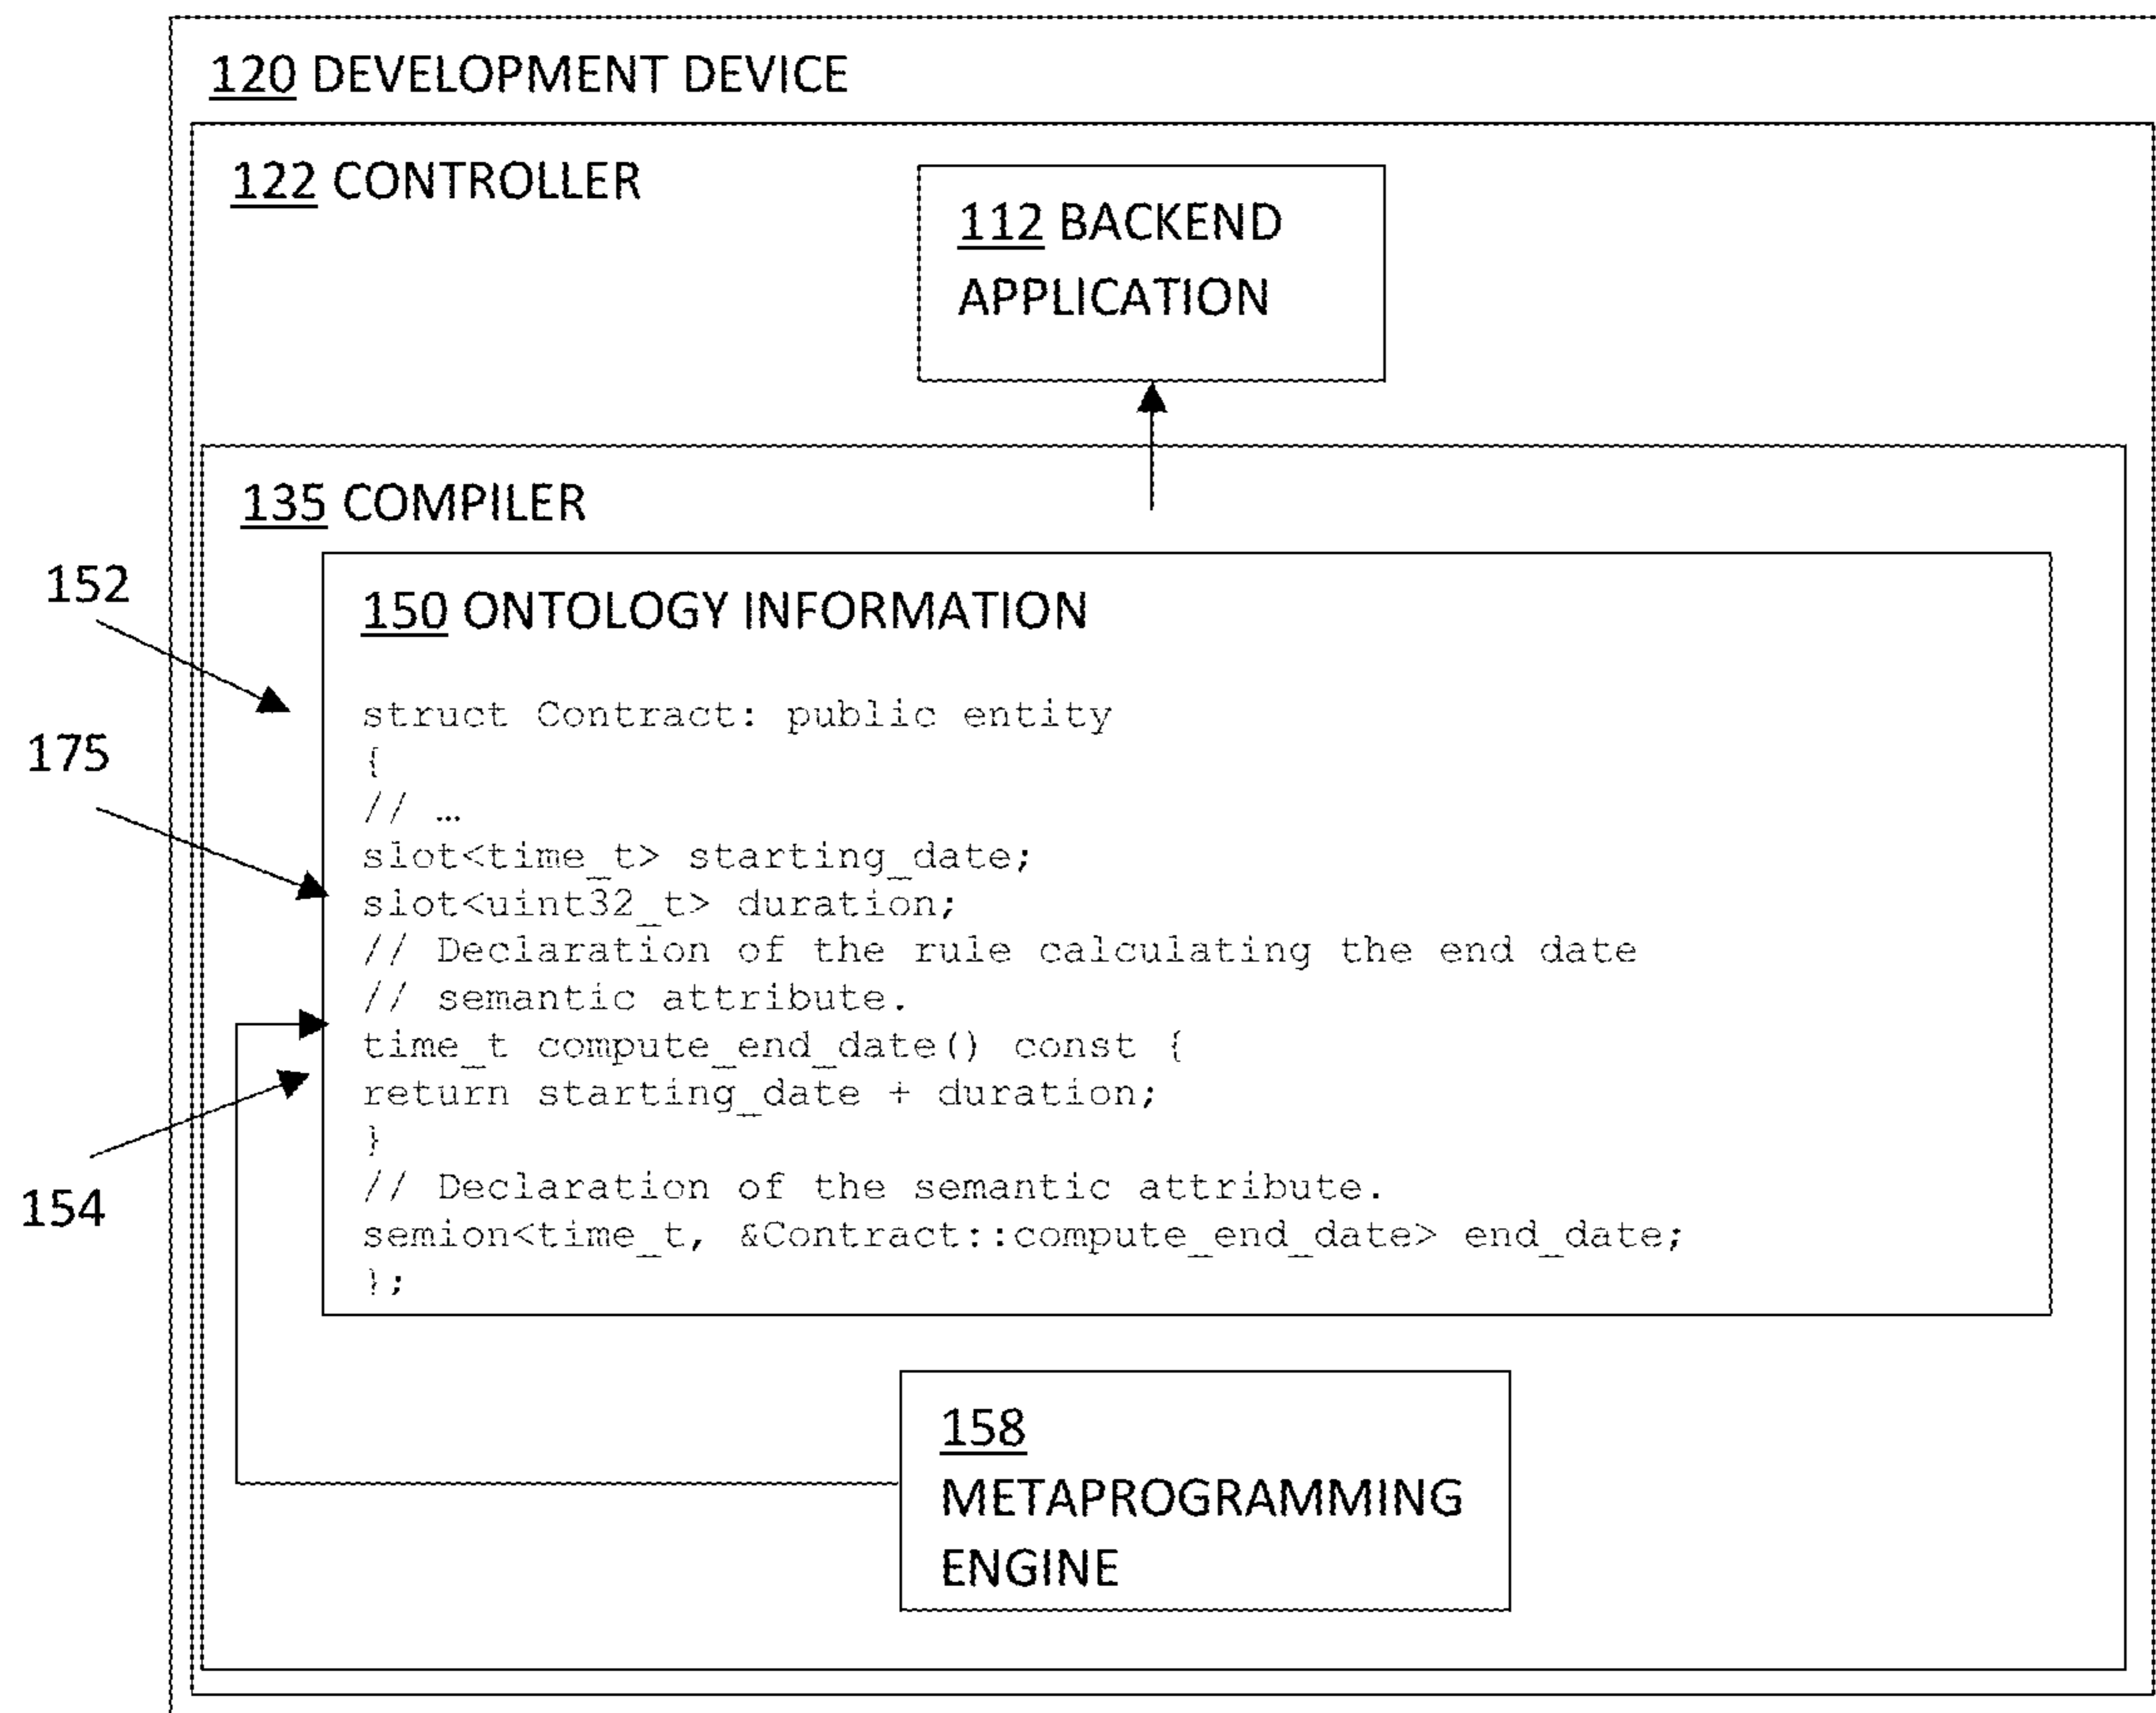 120 DEVELOPMENT DEVICE
122 CONTROLLER
112 BACKEND
APPLICATION
135 COMPILER
152
150 ONTOLOGY INFORMATION
struct Contract: public entity
175
{
// …
slot<time_t> starting_date;
slot<uint32_t> duration;
// Declaration of the rule calculating the end date
// semantic attribute.
time_t compute_end_date() const {
return starting_date + duration;
}
154
// Declaration of the semantic attribute.
semion<time_t, &Contract::compute_end_date> end_date;
};
158
METAPROGRAMMING
ENGINE